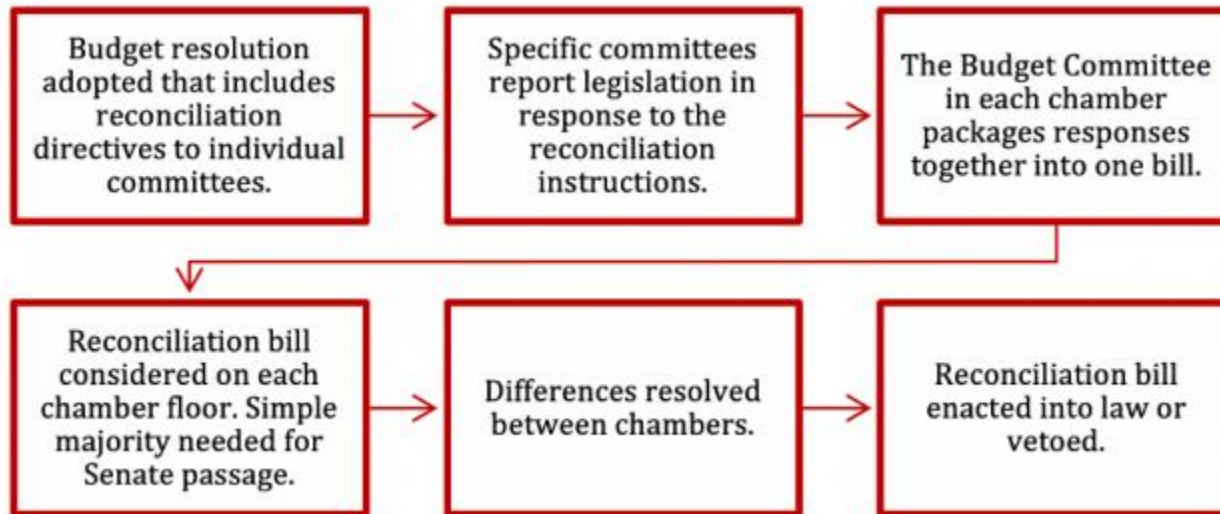 Budget resolution
adopted that includes
reconciliation
directives to individual
committees.
Specific committees
report legislation in
response to the
reconciliation
instructions.
The Budget Committee
in each chamber
packages responses
together into one bill.
Reconciliation bill
considered on each
chamber floor. Simple
majority needed for
Senate passage.
Differences resolved
between chambers.
Reconciliation bill
enacted into law or
vetoed.